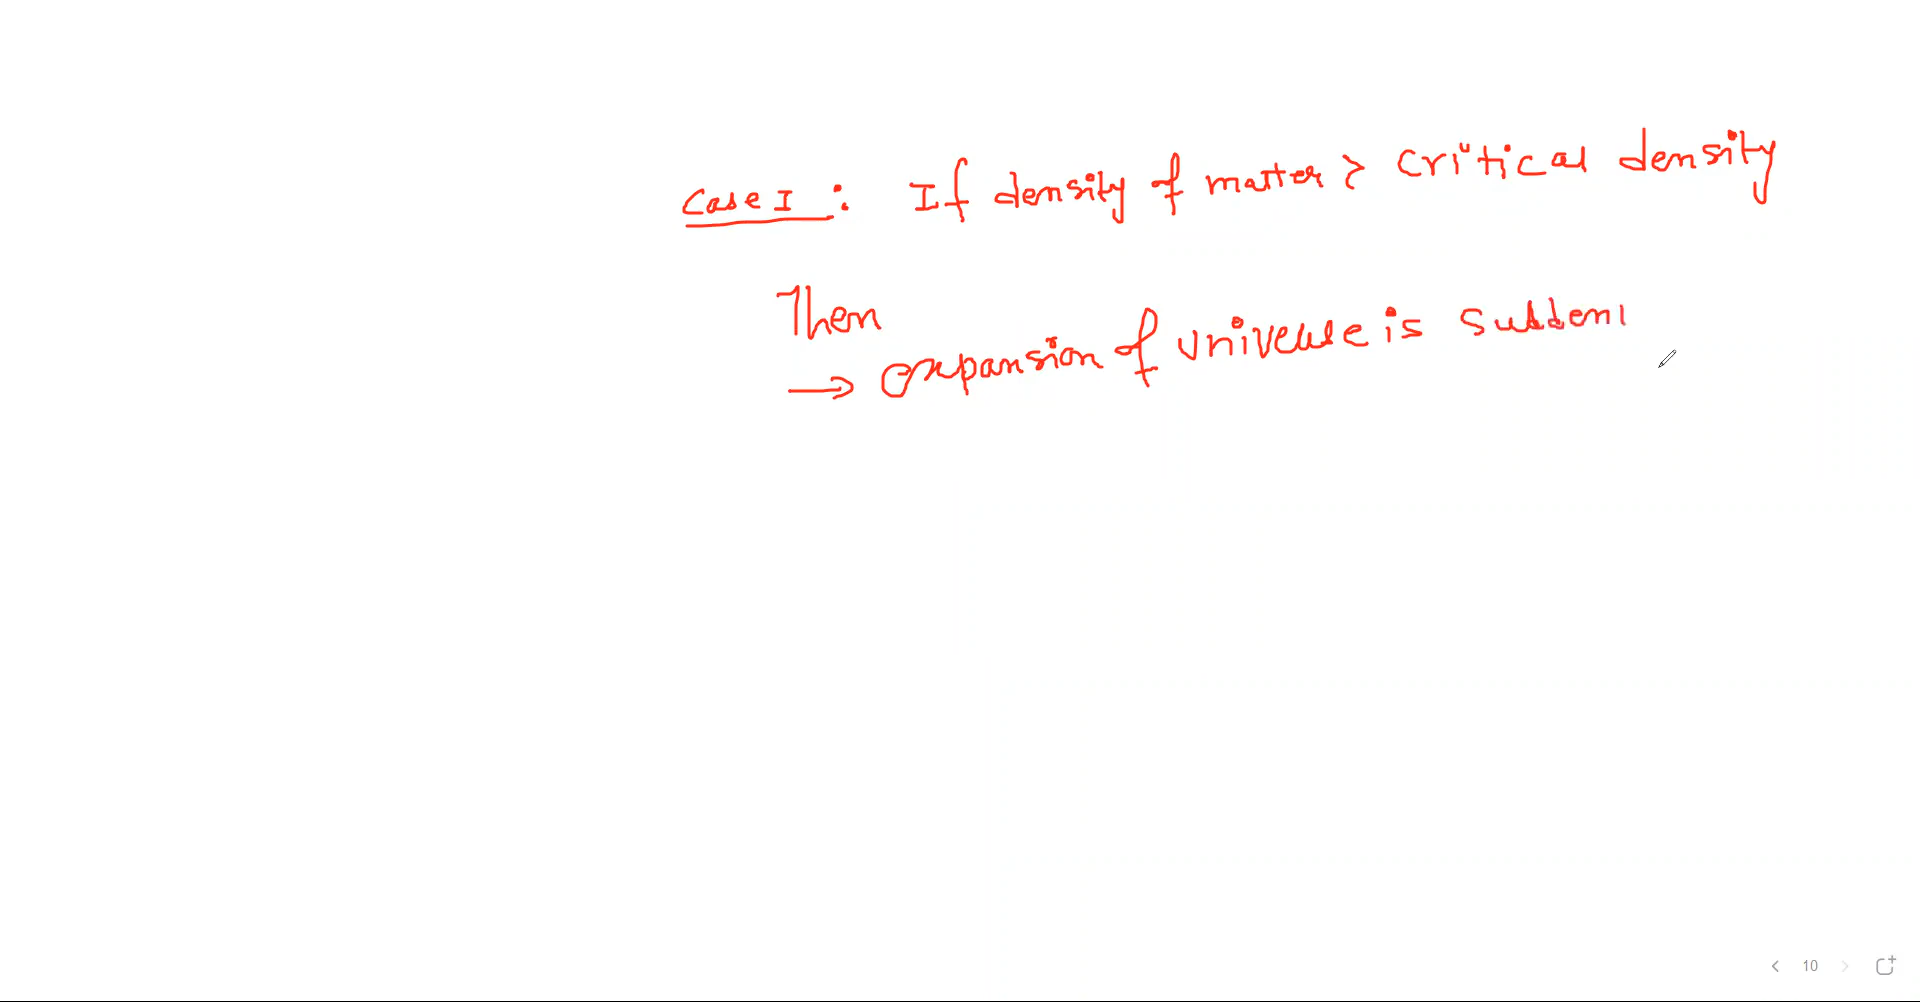 Case I : If density of matter > critical density
Then
→ expansion of universe is sudden
10